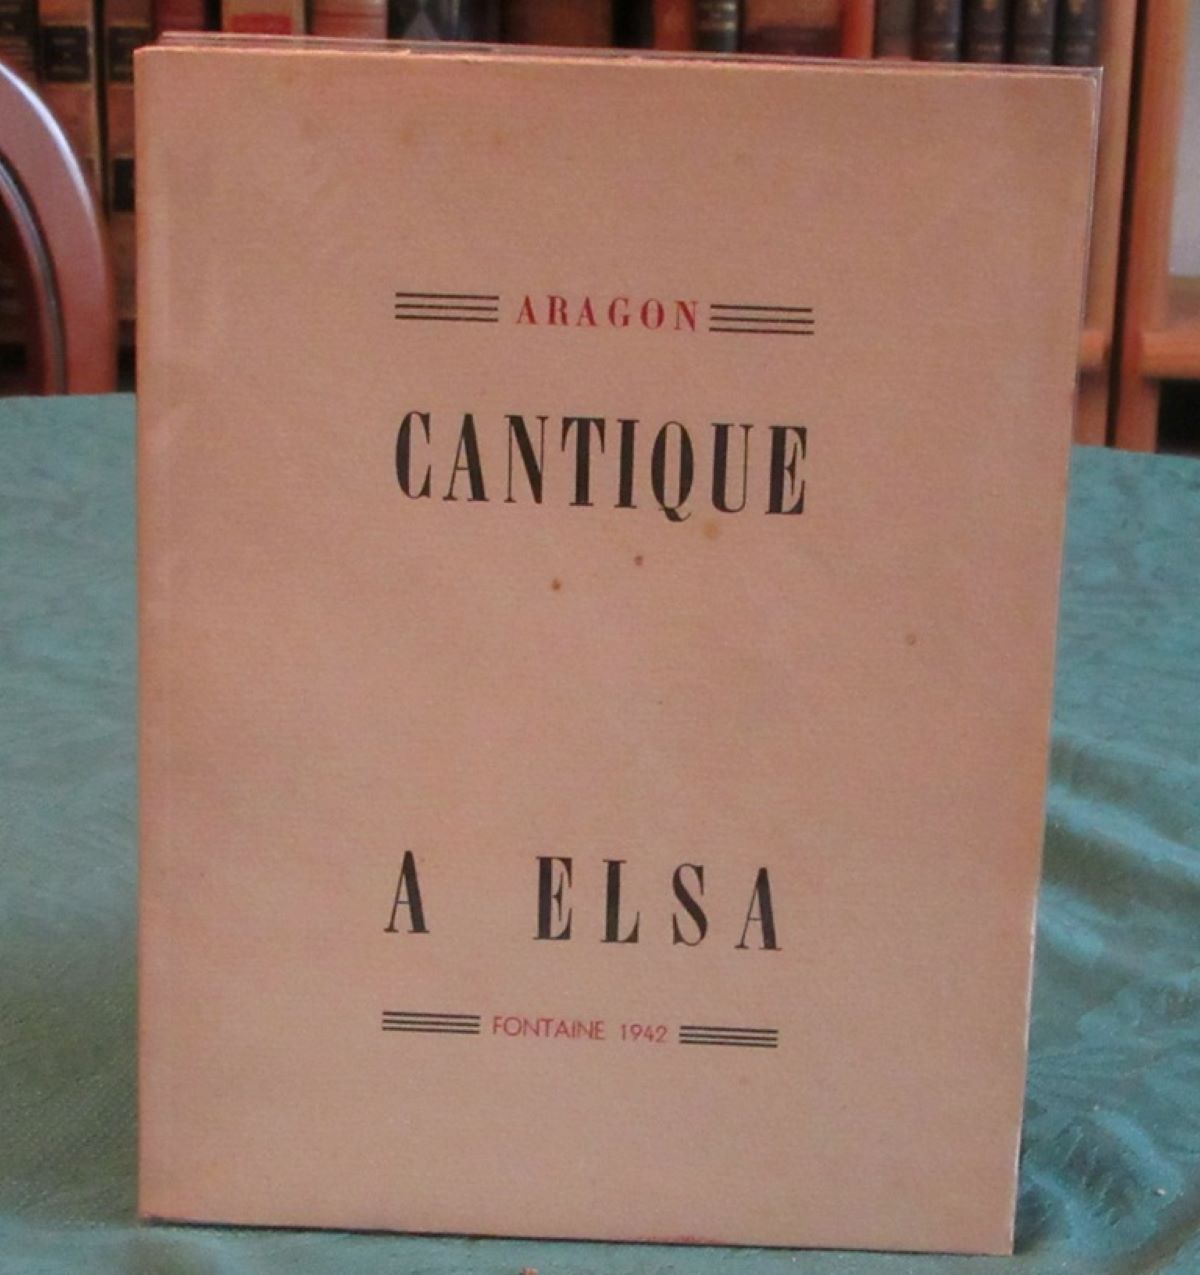 ARAGON
CANTIQUE
A ELSA
FONTAINE 1942